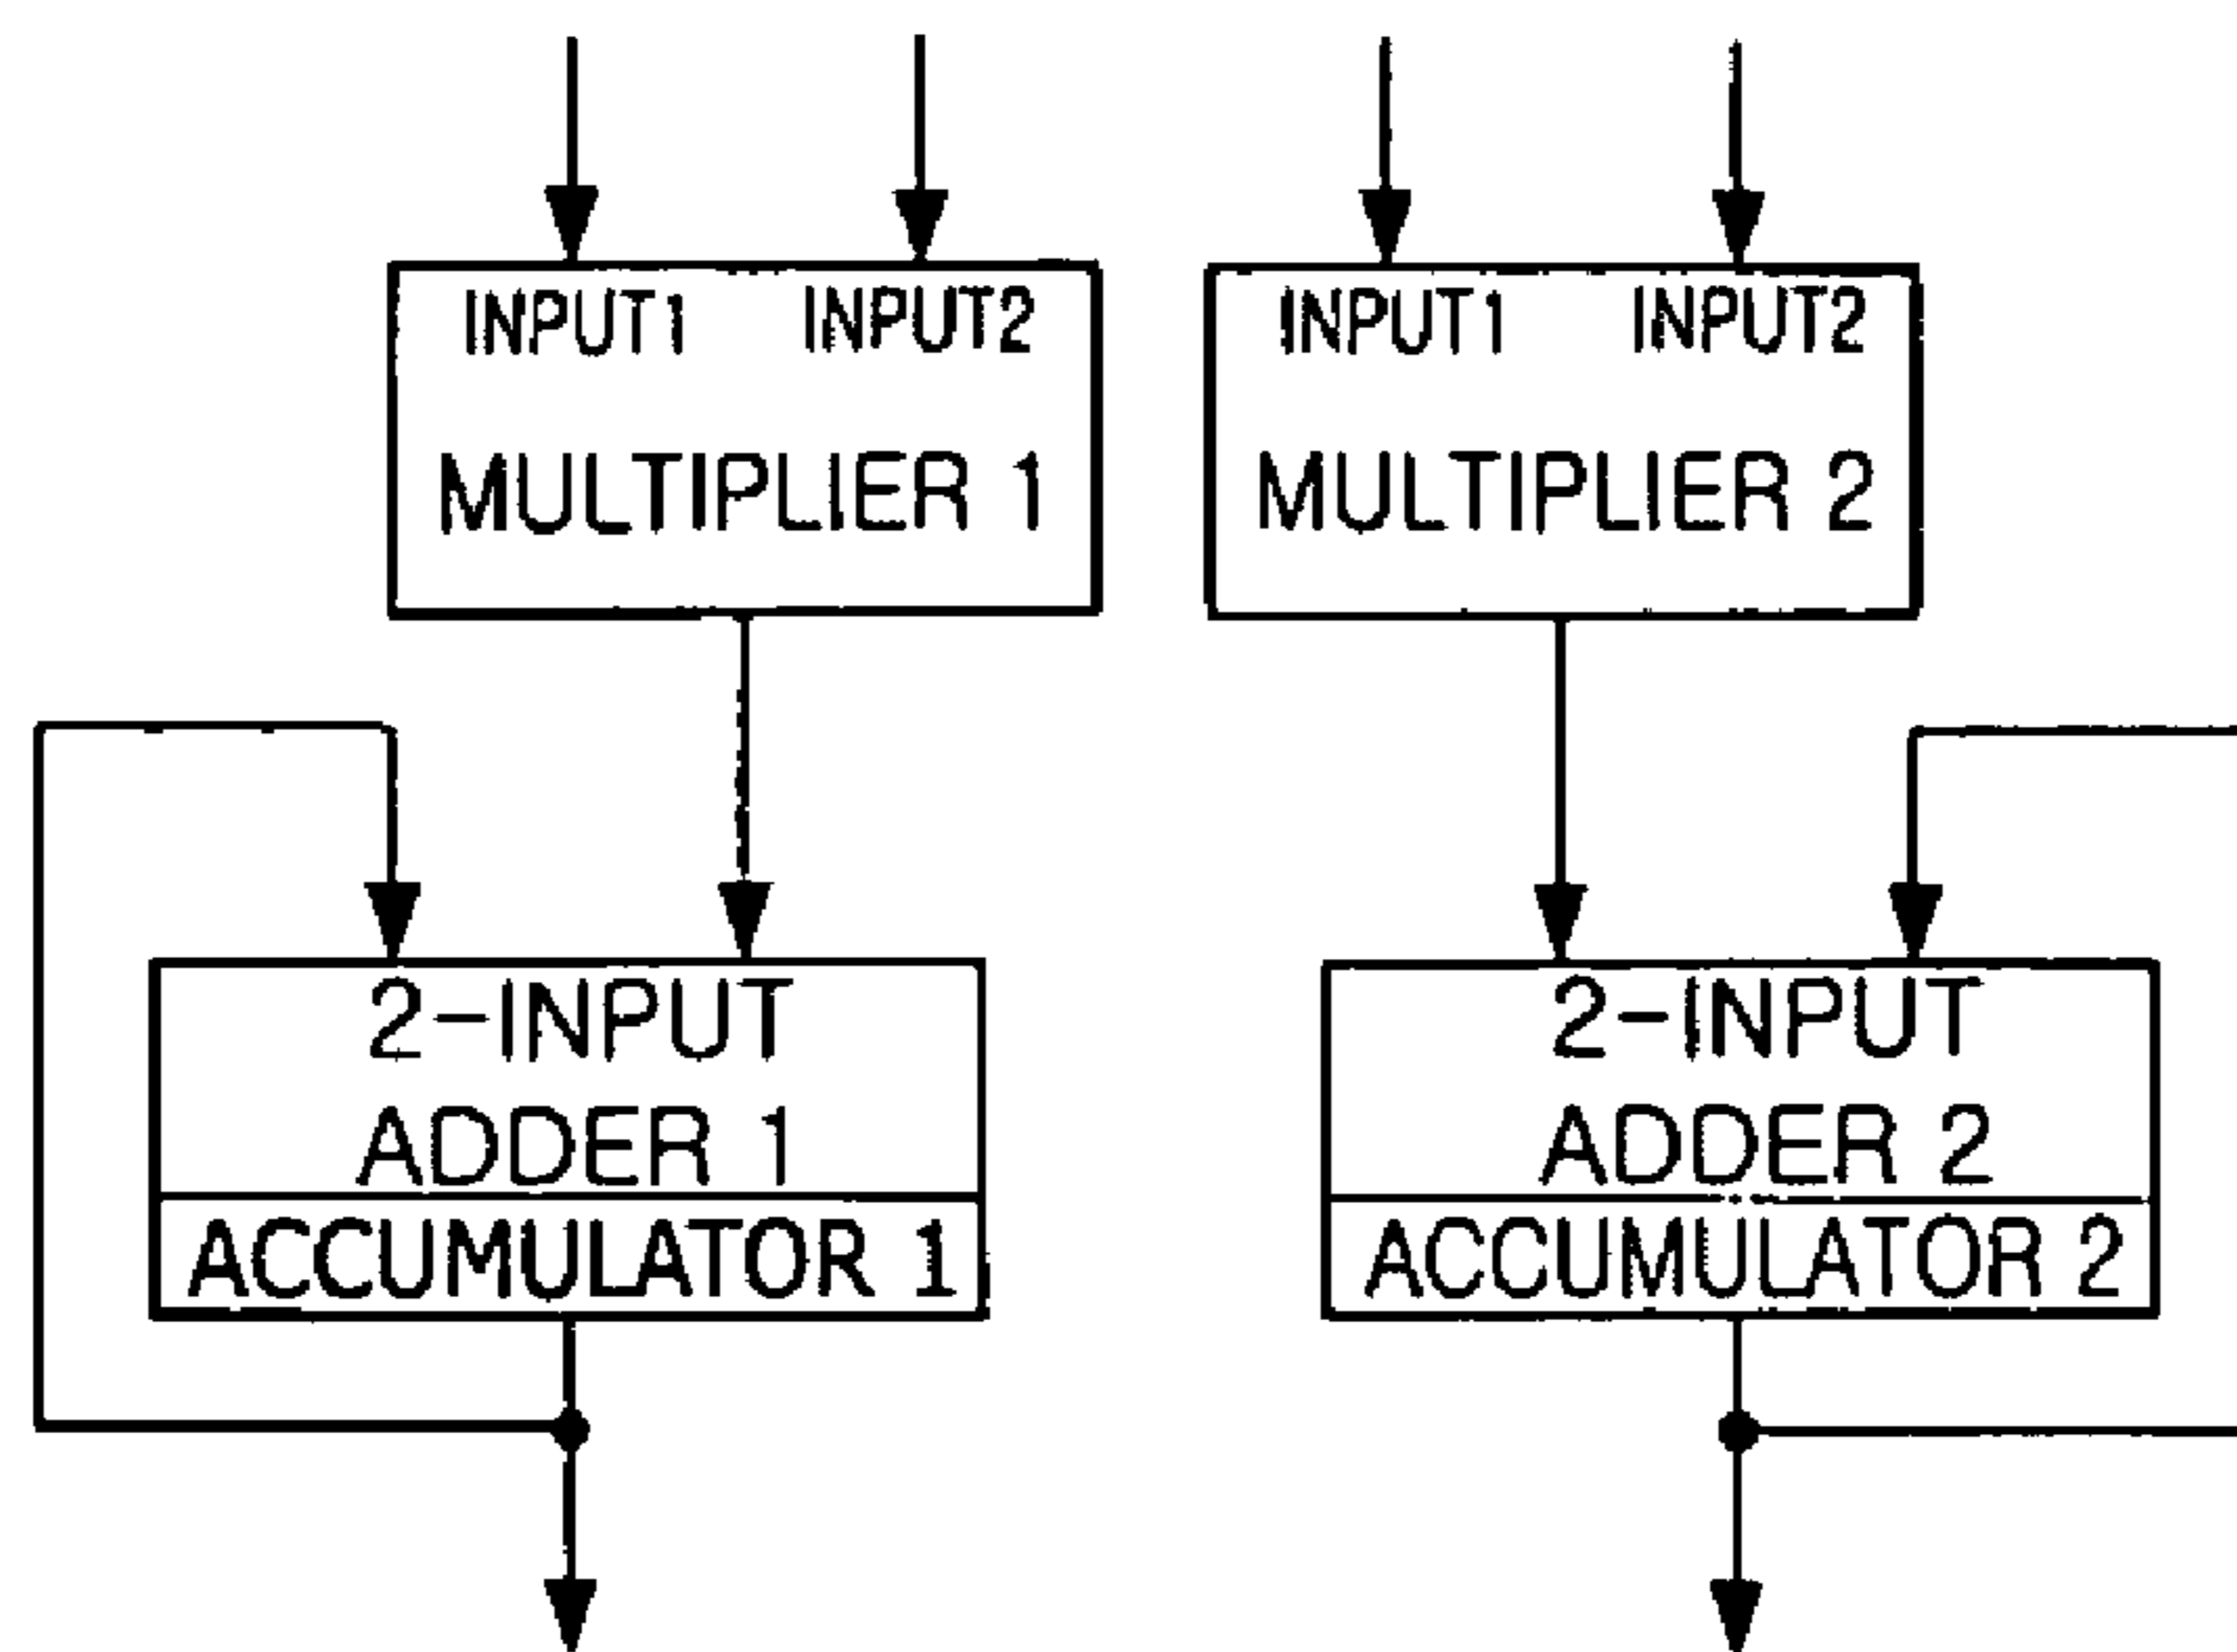 INPUT1 INPUT2
MULTIPLIER 1
INPUT1 INPUT2
MULTIPLIER 2
2-INPUT
ADDER 1
ACCUMULATOR 1
2-INPUT
ADDER 2
ACCUMULATOR 2